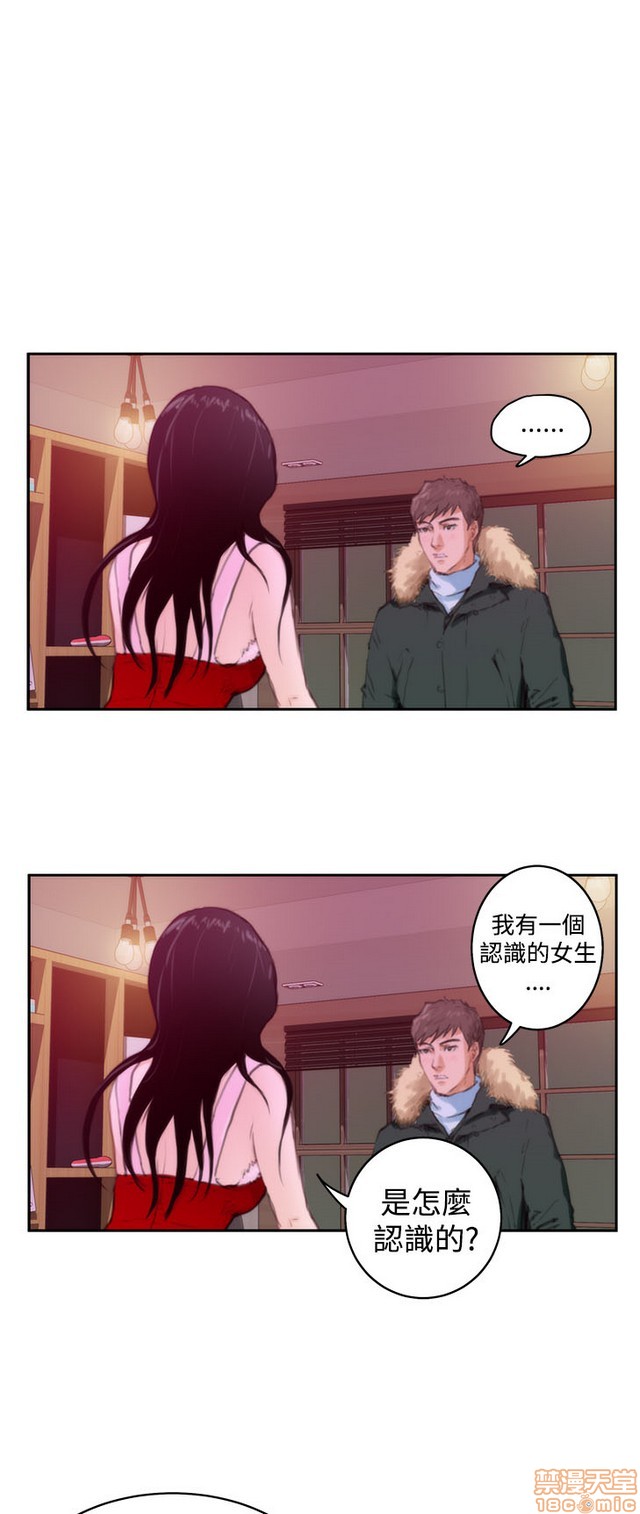 ......
我有一個
認識的女生
....
是怎麼
認識的?
禁漫天堂
18comic